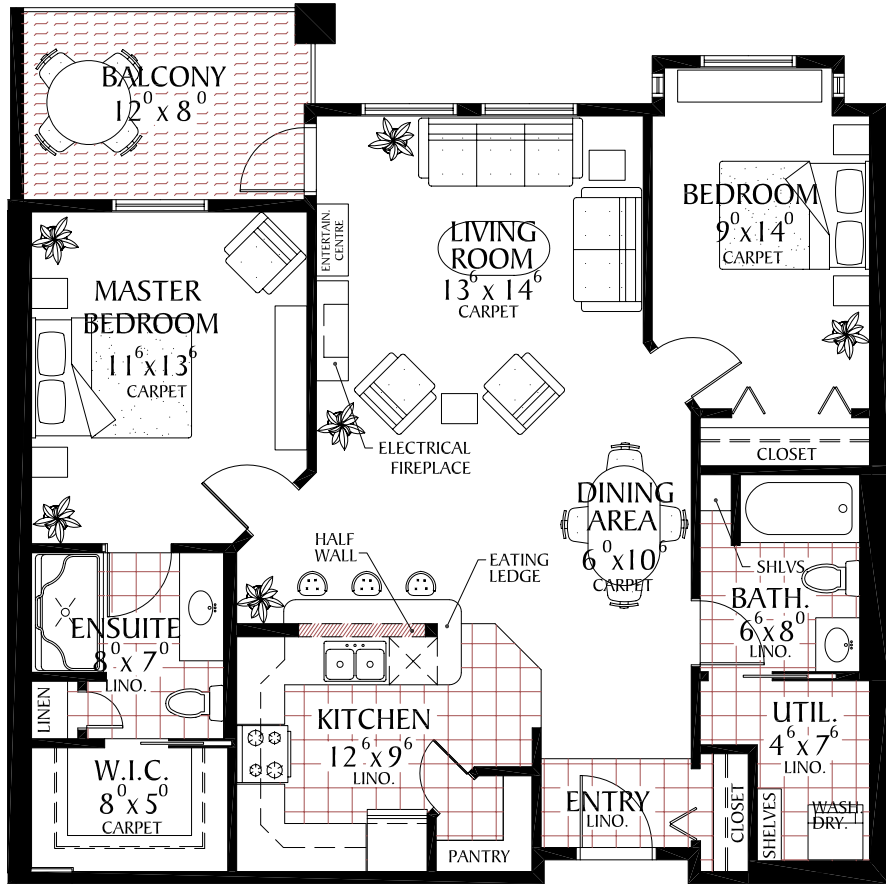 BALCONY
12⁰ x 8⁰
BEDROOM
9⁰ x 14⁰
CARPET
LIVING
ROOM
13⁶ x 14⁶
CARPET
ENTERTAIN.
CENTRE
MASTER
BEDROOM
11⁶ x 13⁶
CARPET
ELECTRICAL
FIREPLACE
CLOSET
DINING
AREA
6⁰ x 10⁶
CARPET
HALF
WALL
EATING
LEDGE
SHLVS.
BATH.
6⁶ x 8⁰
LINO.
ENSUITE
8⁰ x 7⁰
LINO.
LINEN
KITCHEN
12⁶ x 9⁶
LINO.
UTIL.
4⁶ x 7⁶
LINO.
W.I.C.
8⁰ x 5⁰
CARPET
ENTRY
LINO.
CLOSET
SHELVES
WASH
DRY.
PANTRY